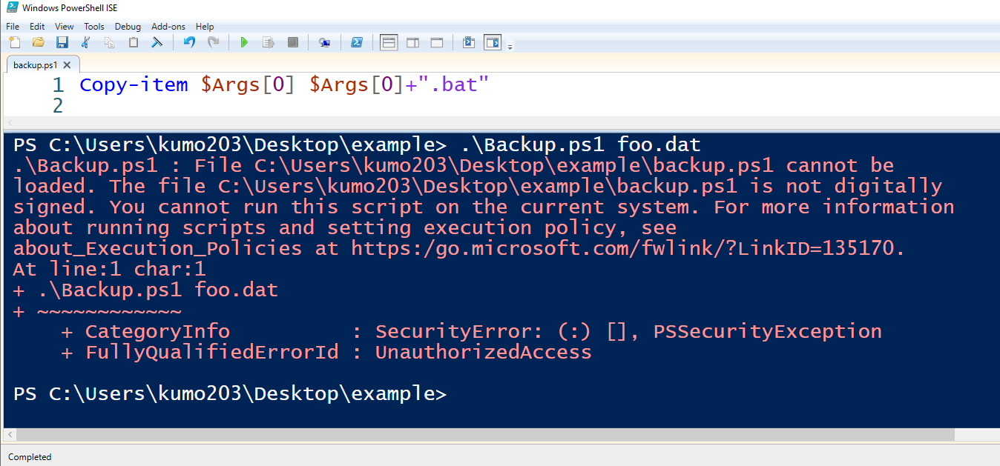 Windows PowerShell ISE
File Edit View Tools Debug Add-ons Help
backup.ps1
1 Copy-item $Args[0] $Args[0]+".bat"
2
PS C:\Users\kumo203\Desktop\example> .\Backup.ps1 foo.dat
.\Backup.ps1 : File C:\Users\kumo203\Desktop\example\backup.ps1 cannot be
loaded. The file C:\Users\kumo203\Desktop\example\backup.ps1 is not digitally
signed. You cannot run this script on the current system. For more information
about running scripts and setting execution policy, see
about_Execution_Policies at https:/go.microsoft.com/fwlink/?LinkID=135170.
At line:1 char:1
+ .\Backup.ps1 foo.dat
+ ~~~~~~~~~~~~
    + CategoryInfo          : SecurityError: (:) [], PSSecurityException
    + FullyQualifiedErrorId : UnauthorizedAccess
PS C:\Users\kumo203\Desktop\example>
Completed